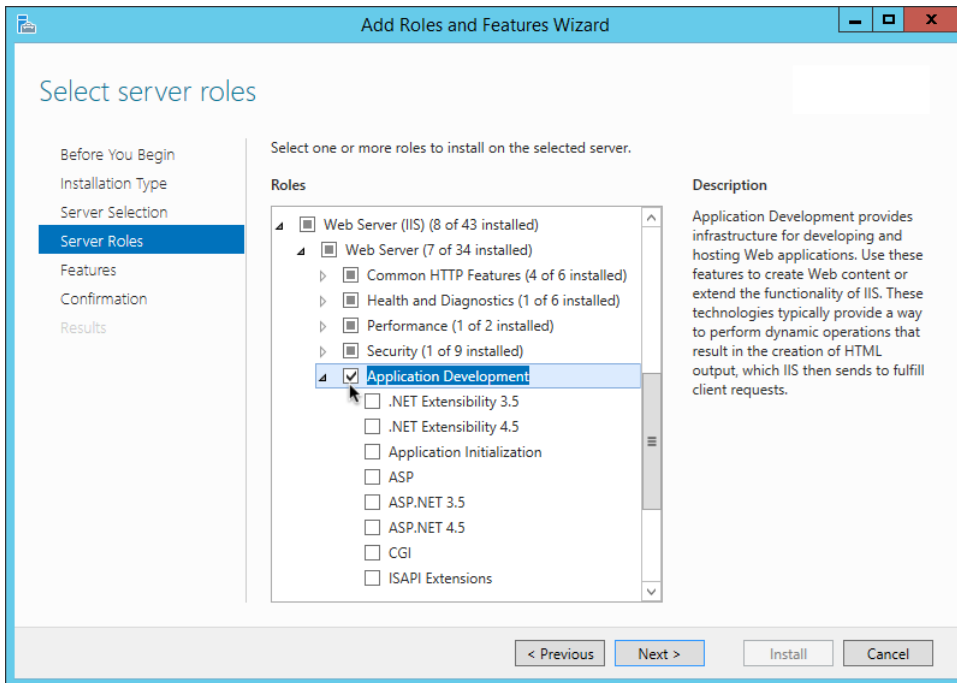 Add Roles and Features Wizard
Select server roles
Before You Begin
Installation Type
Server Selection
Server Roles
Features
Confirmation
Results
Select one or more roles to install on the selected server.
Roles
Web Server (IIS) (8 of 43 installed)
Web Server (7 of 34 installed)
Common HTTP Features (4 of 6 installed)
Health and Diagnostics (1 of 6 installed)
Performance (1 of 2 installed)
Security (1 of 9 installed)
Application Development
.NET Extensibility 3.5
.NET Extensibility 4.5
Application Initialization
ASP
ASP.NET 3.5
ASP.NET 4.5
CGI
ISAPI Extensions
Description
Application Development provides
infrastructure for developing and
hosting Web applications. Use these
features to create Web content or
extend the functionality of IIS. These
technologies typically provide a way
to perform dynamic operations that
result in the creation of HTML
output, which IIS then sends to fulfill
client requests.
< Previous
Next >
Install
Cancel